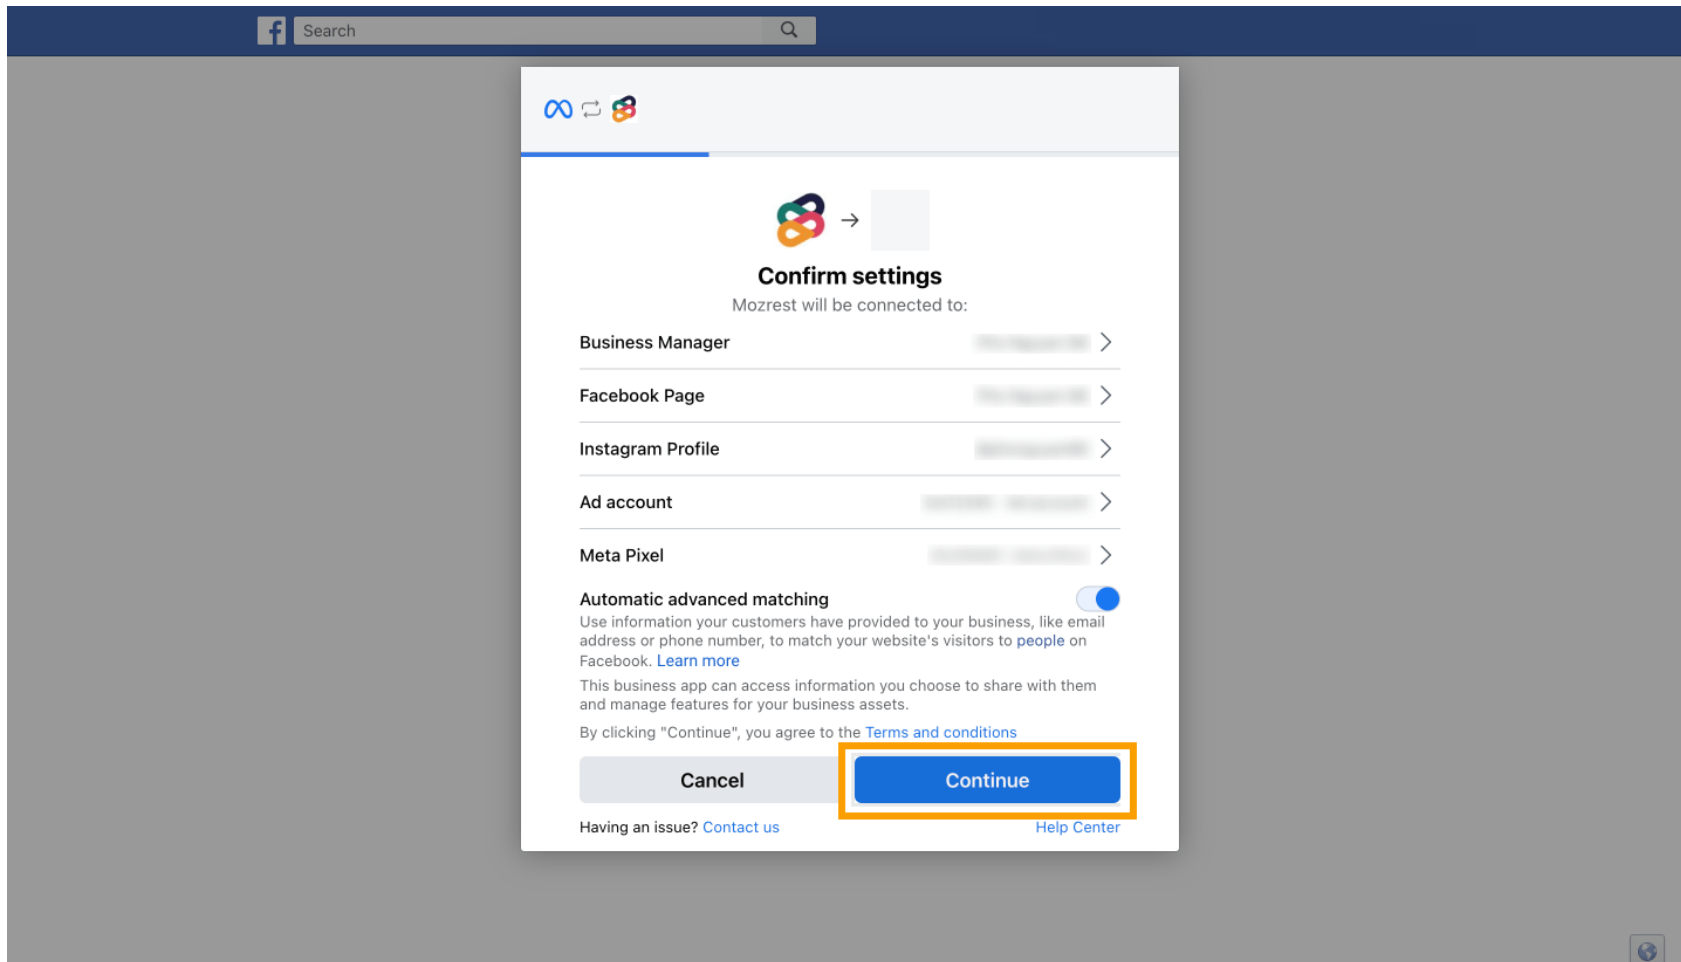 Search
Confirm settings
Mozrest will be connected to:
Business Manager
Facebook Page
Instagram Profile
Ad account
Meta Pixel
Automatic advanced matching
Use information your customers have provided to your business, like email
address or phone number, to match your website's visitors to people on
Facebook. Learn more
This business app can access information you choose to share with them
and manage features for your business assets.
By clicking "Continue", you agree to the Terms and conditions
Cancel
Continue
Having an issue? Contact us
Help Center